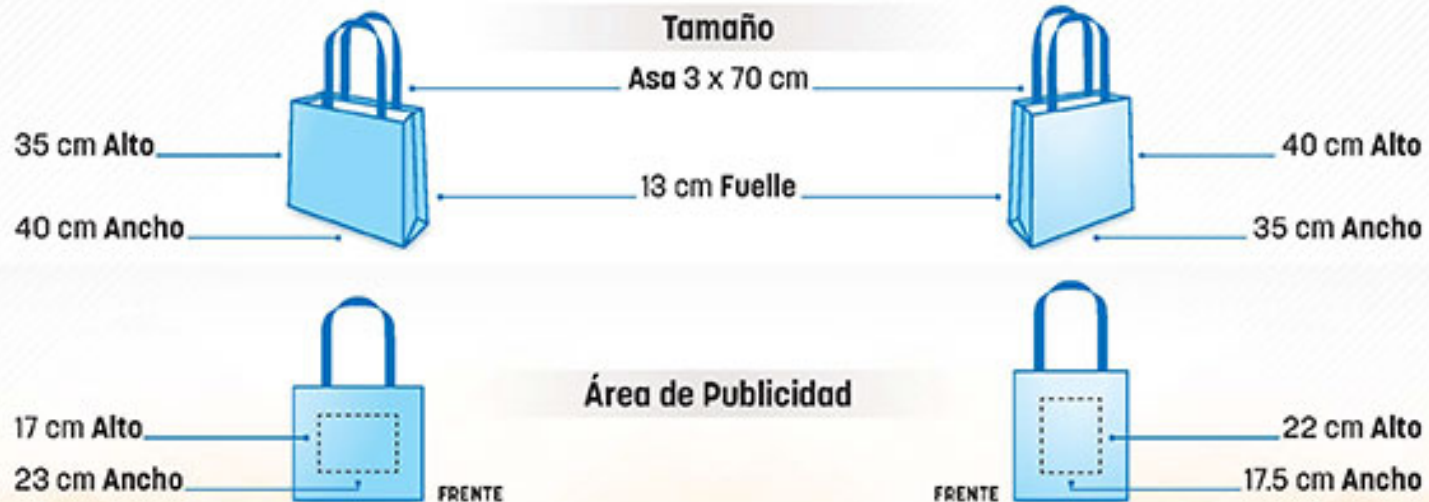 Tamaño
Asa 3 x 70 cm
35 cm Alto
40 cm Alto
13 cm Fuelle
40 cm Ancho
35 cm Ancho
Área de Publicidad
17 cm Alto
22 cm Alto
23 cm Ancho
17.5 cm Ancho
FRENTE
FRENTE